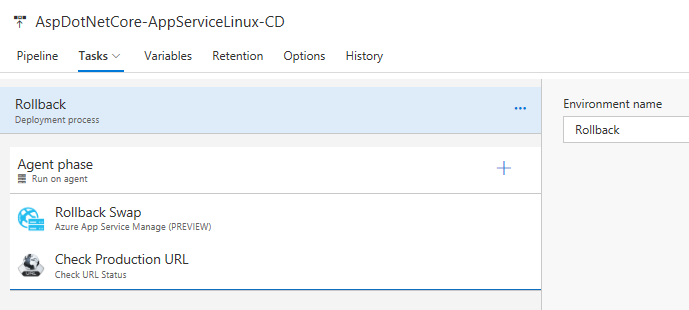 AspDotNetCore-AppServiceLinux-CD
Pipeline Tasks Variables Retention Options History
Rollback
Deployment process
Environment name
Rollback
Agent phase
Run on agent
Rollback Swap
Azure App Service Manage (PREVIEW)
Check Production URL
Check URL Status